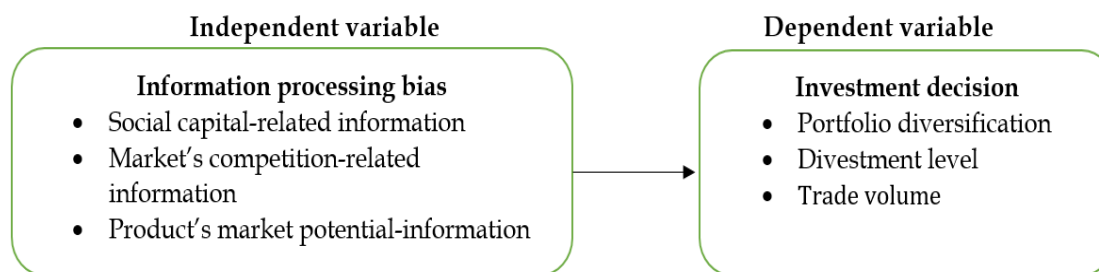 Independent variable
Information processing bias
• Social capital-related information
• Market’s competition-related
information
• Product’s market potential-information
Dependent variable
Investment decision
• Portfolio diversification
• Divestment level
• Trade volume